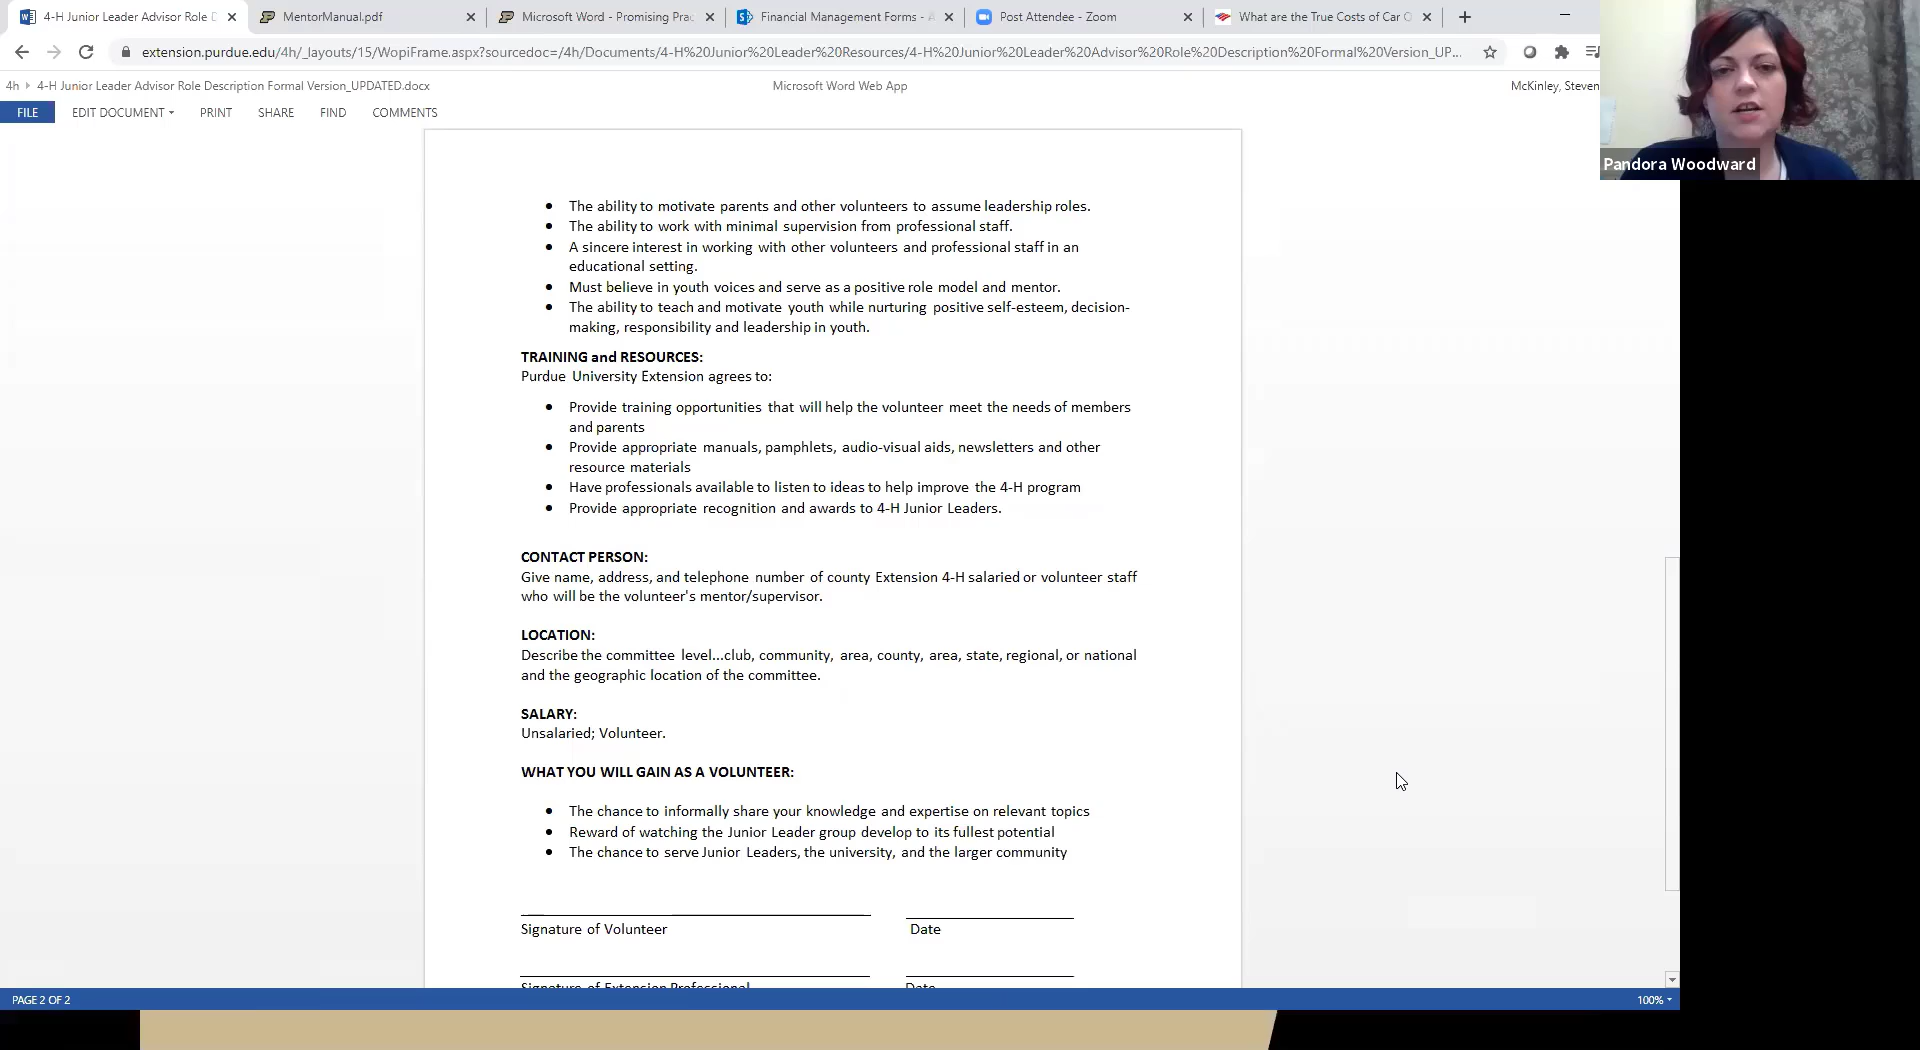 4-H Junior Leader Advisor Role D
MentorManual.pdf
Microsoft Word - Promising Prac
Financial Management Forms - A
Post Attendee - Zoom
What are the True Costs of Car O
extension.purdue.edu/4h/_layouts/15/WopiFrame.aspx?sourcedoc=/4h/Documents/4-H%20Junior%20Leader%20Resources/4-H%20Junior%20Leader%20Advisor%20Role%20Description%20Formal%20Version_UP...
4h 4-H Junior Leader Advisor Role Description Formal Version_UPDATED.docx
Microsoft Word Web App
McKinley, Steven
Pandora Woodward
FILE EDIT DOCUMENT PRINT SHARE FIND COMMENTS
• The ability to motivate parents and other volunteers to assume leadership roles.
• The ability to work with minimal supervision from professional staff.
• A sincere interest in working with other volunteers and professional staff in an
educational setting.
• Must believe in youth voices and serve as a positive role model and mentor.
• The ability to teach and motivate youth while nurturing positive self-esteem, decision-
making, responsibility and leadership in youth.
TRAINING and RESOURCES:
Purdue University Extension agrees to:
• Provide training opportunities that will help the volunteer meet the needs of members
and parents
• Provide appropriate manuals, pamphlets, audio-visual aids, newsletters and other
resource materials
• Have professionals available to listen to ideas to help improve the 4-H program
• Provide appropriate recognition and awards to 4-H Junior Leaders.
CONTACT PERSON:
Give name, address, and telephone number of county Extension 4-H salaried or volunteer staff
who will be the volunteer's mentor/supervisor.
LOCATION:
Describe the committee level...club, community, area, county, area, state, regional, or national
and the geographic location of the committee.
SALARY:
Unsalaried; Volunteer.
WHAT YOU WILL GAIN AS A VOLUNTEER:
• The chance to informally share your knowledge and expertise on relevant topics
• Reward of watching the Junior Leader group develop to its fullest potential
• The chance to serve Junior Leaders, the university, and the larger community
Signature of Volunteer Date
Signature of Extension Professional Date
PAGE 2 OF 2
100%